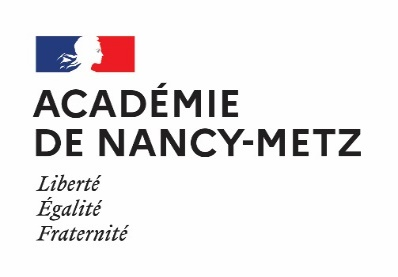 ACADÉMIE
DE NANCY-METZ
Liberté
Égalité
Fraternité